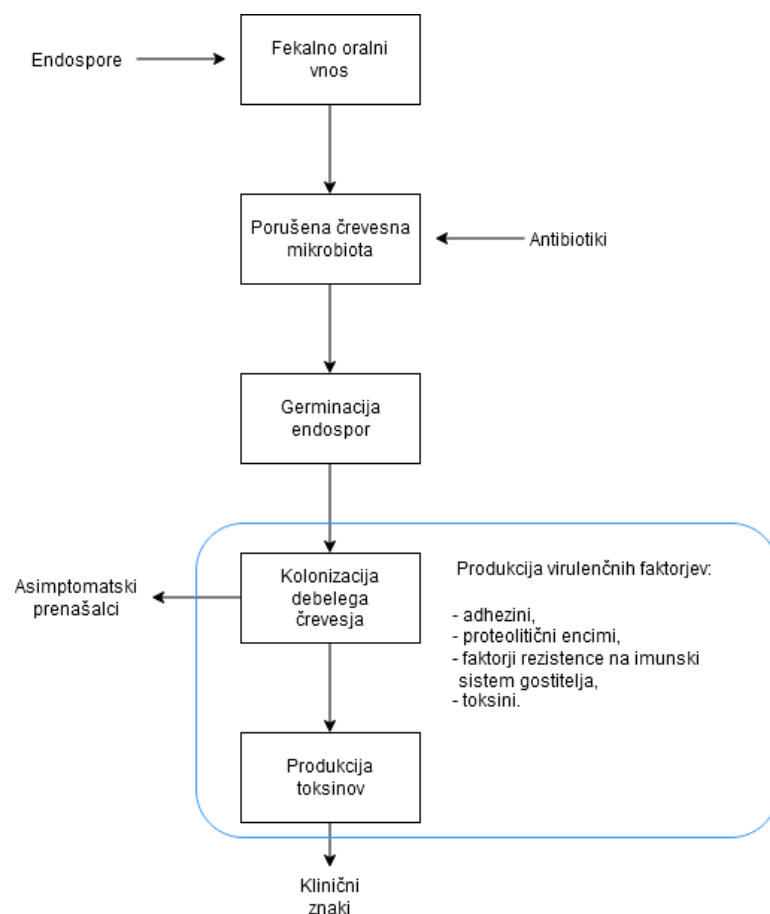 Fekalno oralni
vnos
Endospore
Porušena črevesna
mikrobiota
Antibiotiki
Germinacija
endospor
Kolonizacija
debelega
črevesja
Asimptomatski
prenašalci
Produkcija virulenčnih faktorjev:
- adhezini,
- proteolitični encimi,
- faktorji rezistence na imunski
sistem gostitelja,
- toksini.
Produkcija
toksinov
Klinični
znaki